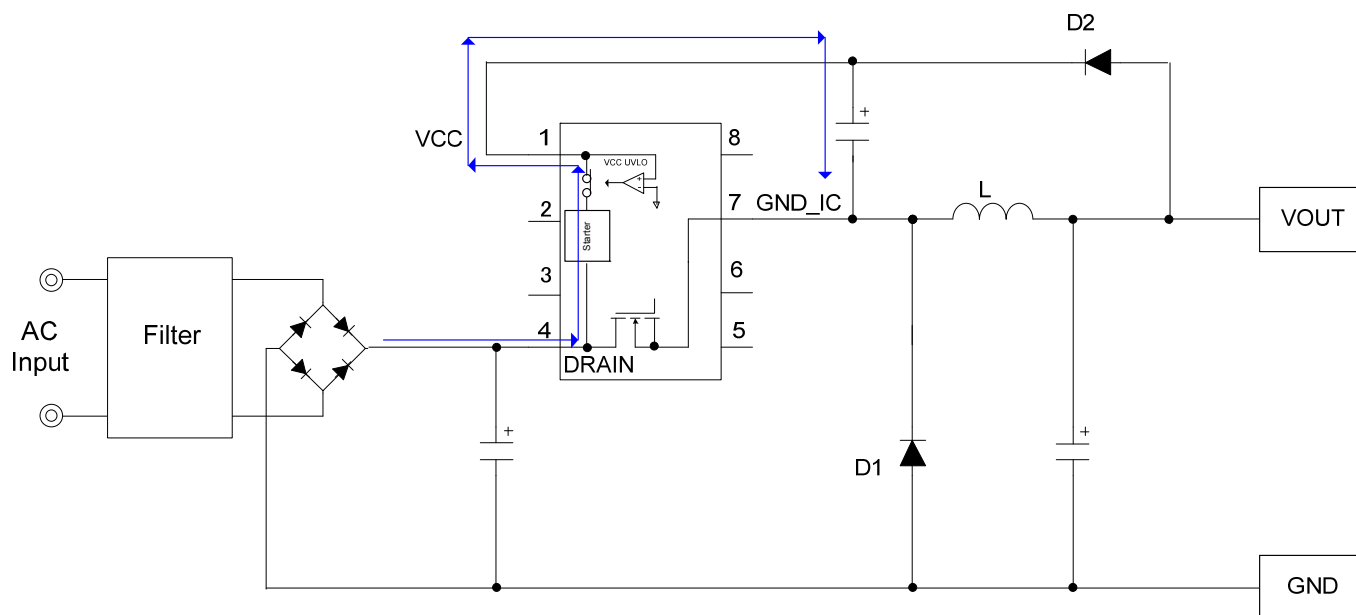 D2
VCC
1
8
VCC UVLO
+
-
+
2
Starter
7
GND_IC
L
VOUT
3
6
AC
Input
Filter
4
5
DRAIN
+
D1
+
GND